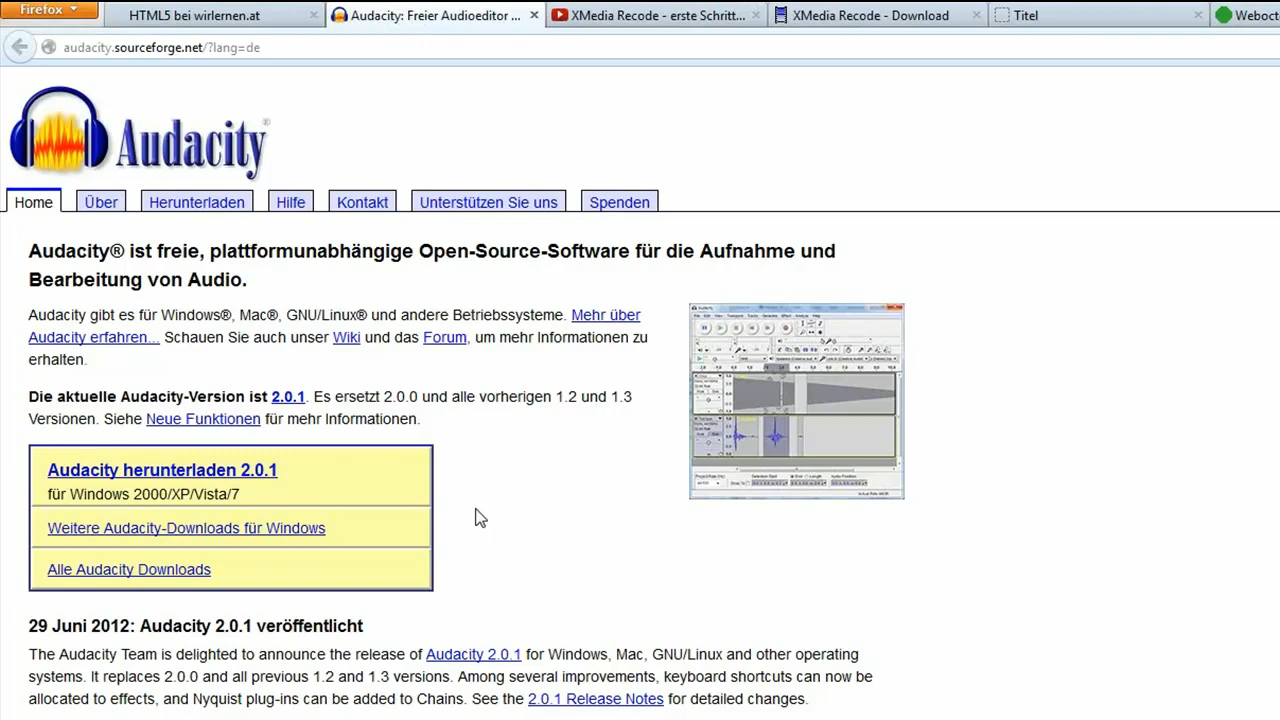 Firefox
HTML5 bei wirlernen.at
Audacity: Freier Audioeditor ...
XMedia Recode - erste Schritt...
XMedia Recode - Download
Titel
Weboct
audacity.sourceforge.net/?lang=de
Audacity®
Home
Über
Herunterladen
Hilfe
Kontakt
Unterstützen Sie uns
Spenden
Audacity® ist freie, plattformunabhängige Open-Source-Software für die Aufnahme und
Bearbeitung von Audio.
Audacity gibt es für Windows®, Mac®, GNU/Linux® und andere Betriebssysteme. Mehr über
Audacity erfahren... Schauen Sie auch unser Wiki und das Forum, um mehr Informationen zu
erhalten.
Die aktuelle Audacity-Version ist 2.0.1. Es ersetzt 2.0.0 und alle vorherigen 1.2 und 1.3
Versionen. Siehe Neue Funktionen für mehr Informationen.
Audacity herunterladen 2.0.1
für Windows 2000/XP/Vista/7
Weitere Audacity-Downloads für Windows
Alle Audacity Downloads
29 Juni 2012: Audacity 2.0.1 veröffentlicht
The Audacity Team is delighted to announce the release of Audacity 2.0.1 for Windows, Mac, GNU/Linux and other operating
systems. It replaces 2.0.0 and all previous 1.2 and 1.3 versions. Among several improvements, keyboard shortcuts can now be
allocated to effects, and Nyquist plug-ins can be added to Chains. See the 2.0.1 Release Notes for detailed changes.